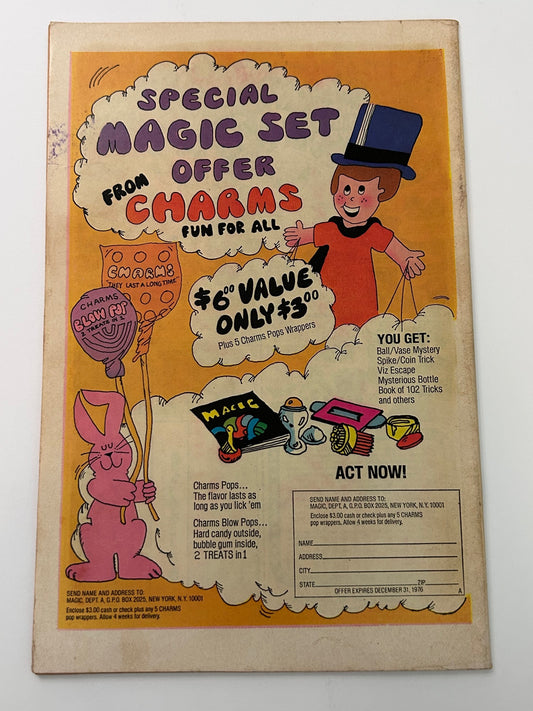 SPECIAL
MAGIC SET
OFFER
FROM
CHARMS
FUN FOR ALL
CHARMS
"THEY LAST A LONG TIME"
CHARMS
BLOW POP
2 TREATS IN 1
$6.00 VALUE
ONLY $3.00
Plus 5 Charms Pops Wrappers
YOU GET:
Ball/Vase Mystery
Spike/Coin Trick
Viz Escape
Mysterious Bottle
Book of 102 Tricks
and others
MAGIC
ACT NOW!
Charms Pops...
The flavor lasts as
long as you lick 'em
Charms Blow Pops...
Hard candy outside,
bubble gum inside,
2 TREATS in 1
SEND NAME AND ADDRESS TO:
MAGIC, DEPT. A, G.P.O. BOX 2025, NEW YORK, N.Y. 10001
Enclose $3.00 cash or check plus any 5 CHARMS
pop wrappers. Allow 4 weeks for delivery.
NAME
ADDRESS
CITY
STATE ZIP
OFFER EXPIRES DECEMBER 31, 1976 A
SEND NAME AND ADDRESS TO:
MAGIC, DEPT. A, G.P.O. BOX 2025, NEW YORK, N.Y. 10001
Enclose $3.00 cash or check plus any 5 CHARMS
pop wrappers. Allow 4 weeks for delivery.